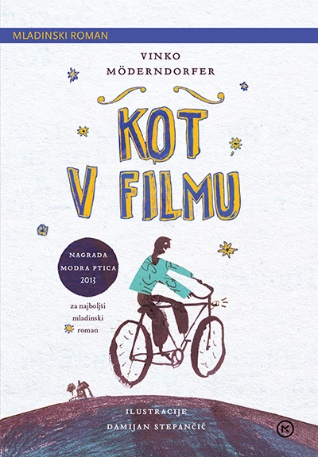 MLADINSKI ROMAN
VINKO
MÖDERNDORFER
KOT
V FILMU
NAGRADA
MODRA PTICA
2013
za najboljši
mladinski
roman
ILUSTRACIJE
DAMIJAN STEPANČIČ